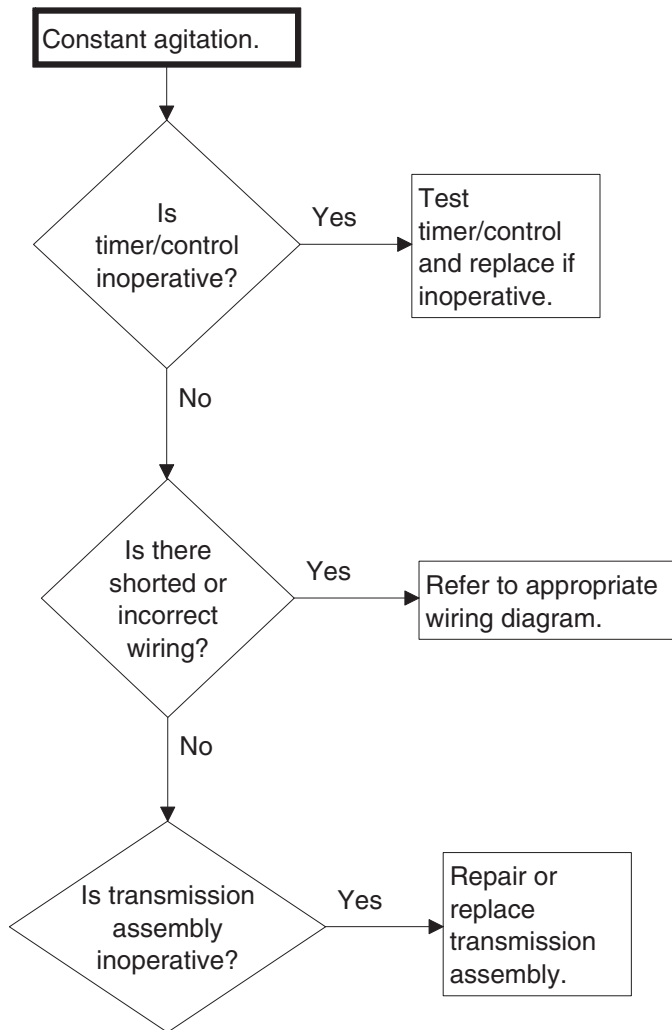 Constant agitation.
Is
timer/control
inoperative?
Yes
Test
timer/control
and replace if
inoperative.
No
Is there
shorted or
incorrect
wiring?
Yes
Refer to appropriate
wiring diagram.
No
Is transmission
assembly
inoperative?
Yes
Repair or
replace
transmission
assembly.